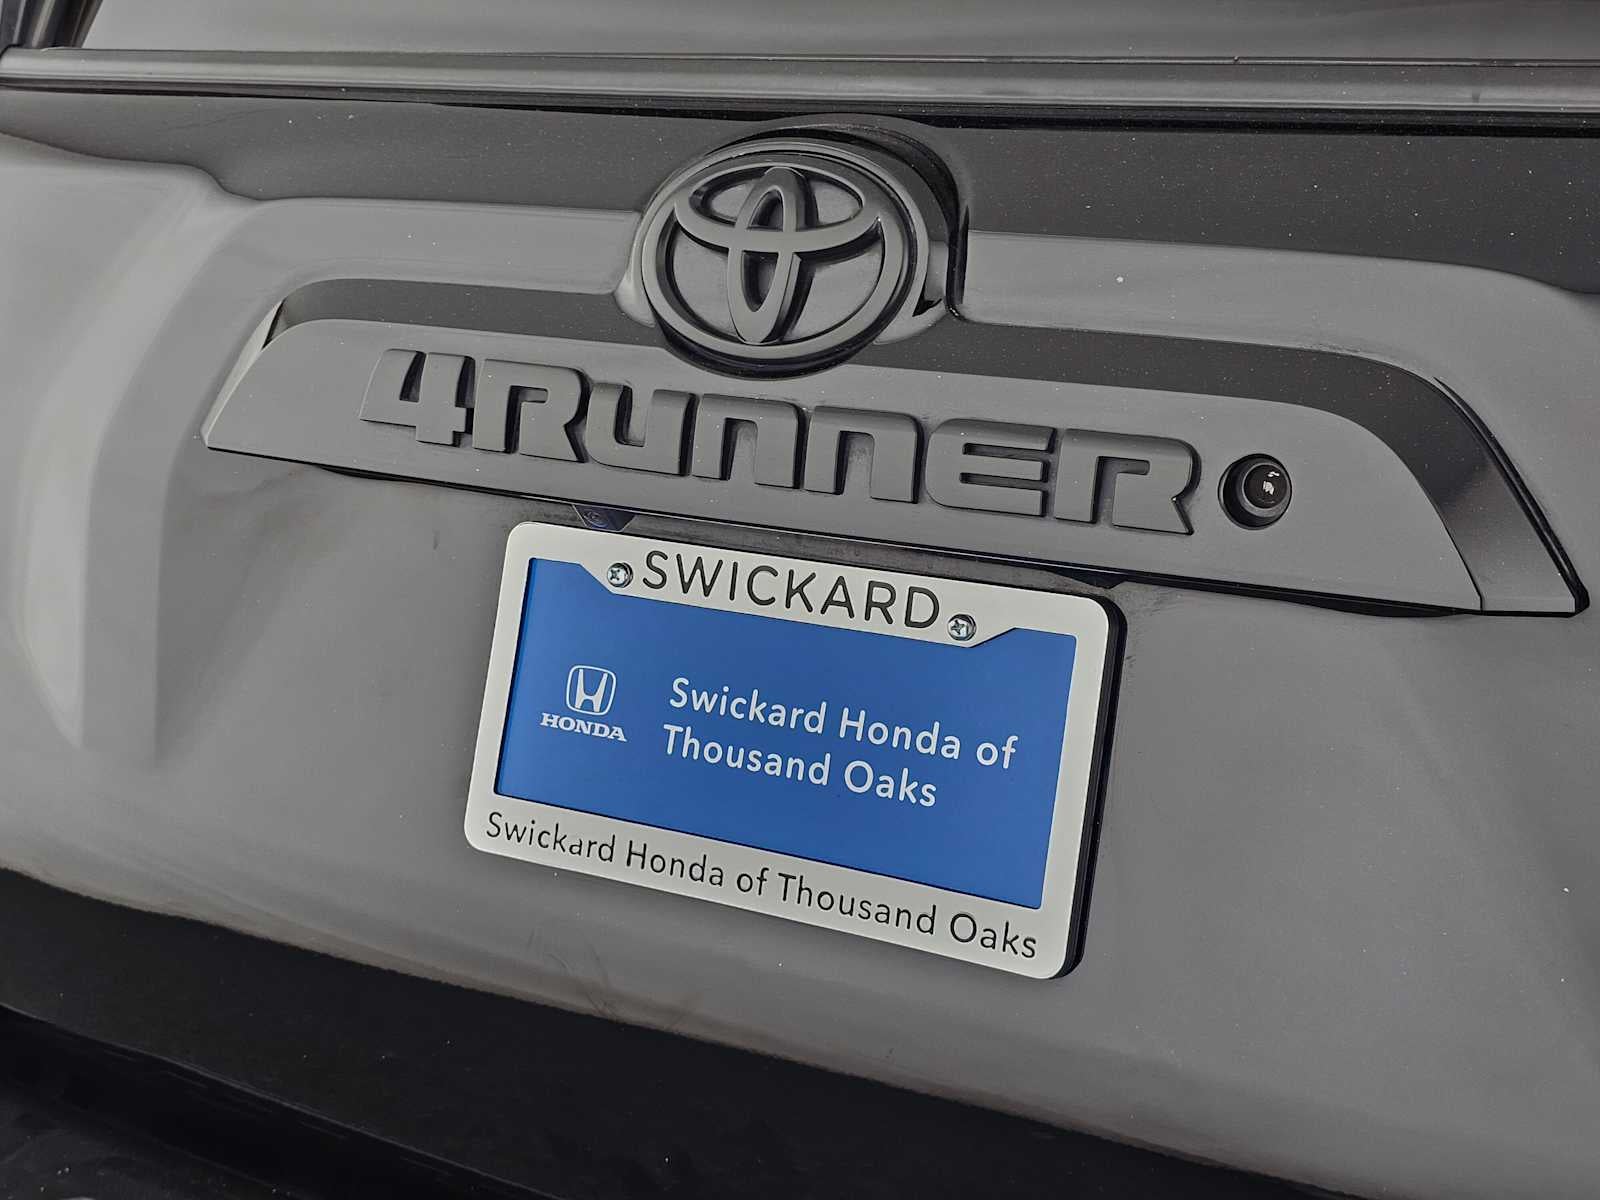 4RUNNER
SWICKARD
HONDA
Swickard Honda of
Thousand Oaks
Swickard Honda of Thousand Oaks